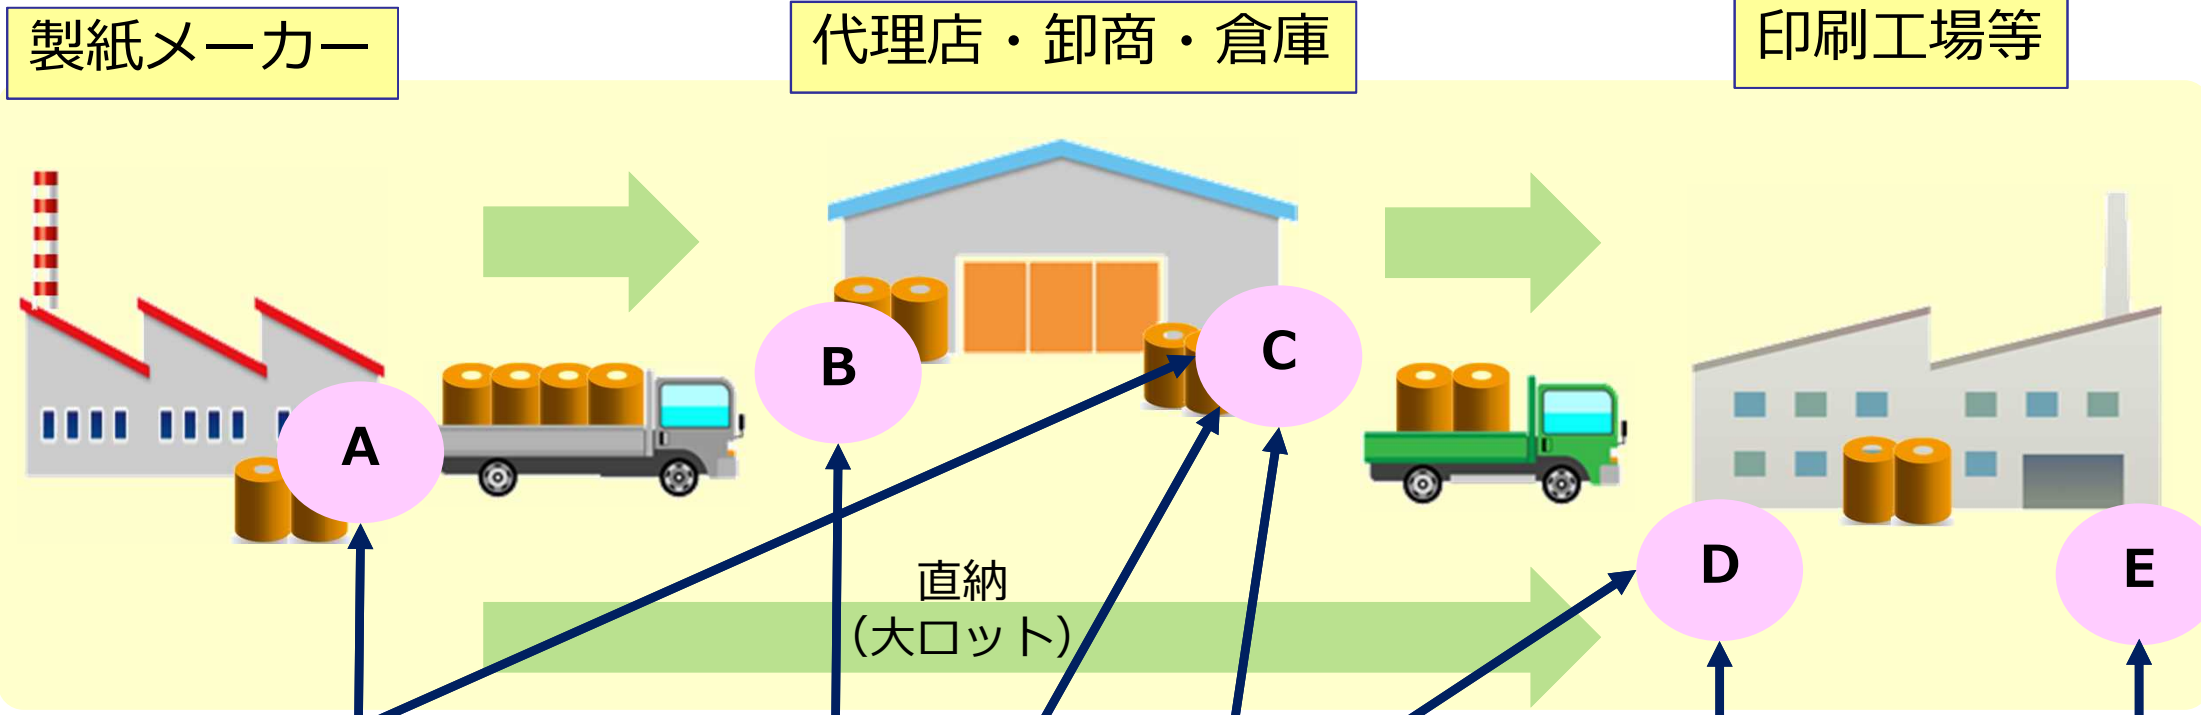 製紙メーカー
代理店・卸商・倉庫
印刷工場等
A
B
C
D
E
直納
（大ロット）